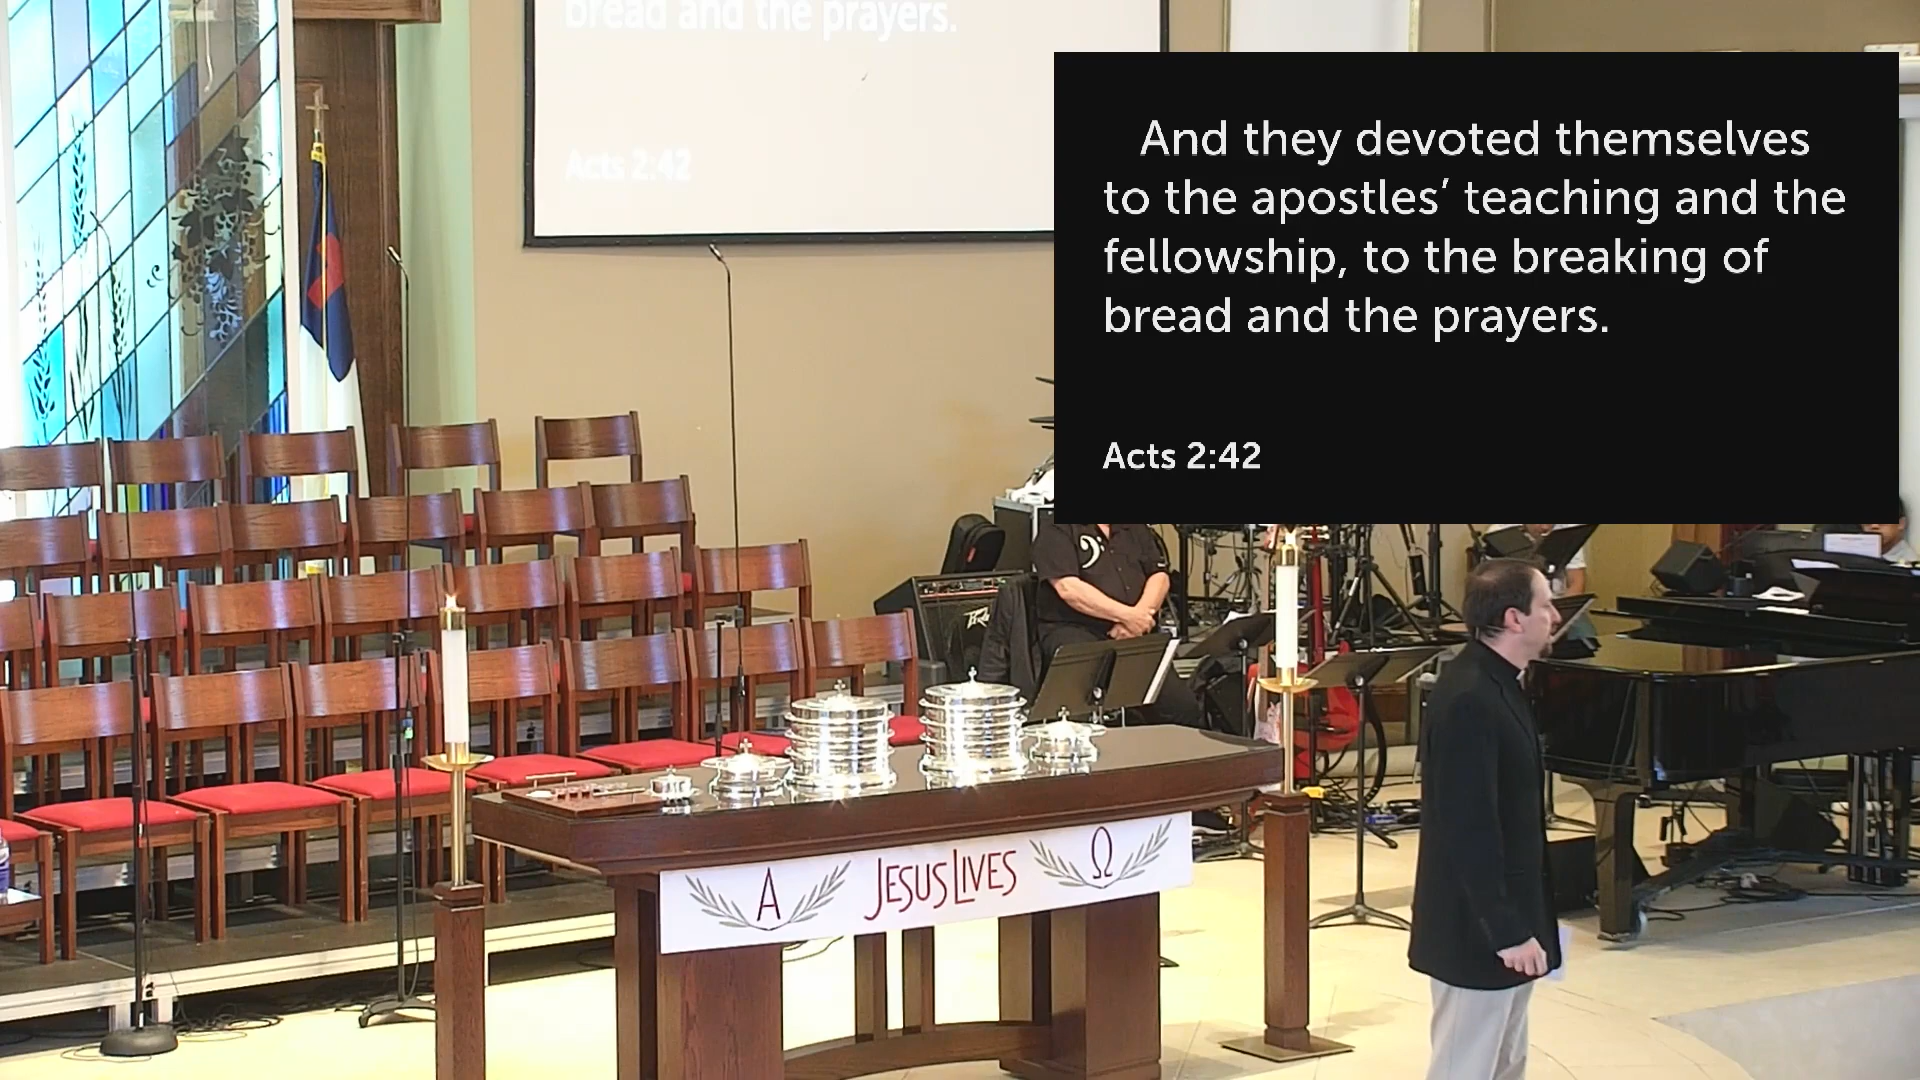 bread and the prayers.
Acts 2:42
And they devoted themselves
to the apostles’ teaching and the
fellowship, to the breaking of
bread and the prayers.
Acts 2:42
A JESUS LIVES Ω